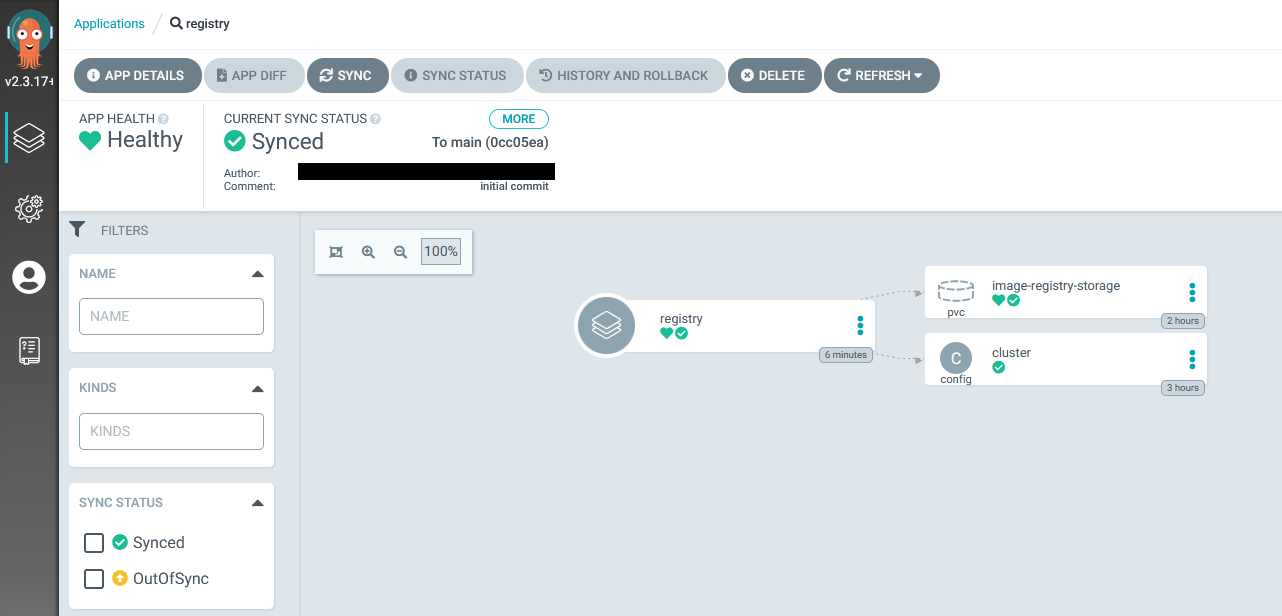 v2.3.17+
Applications
registry
APP DETAILS
APP DIFF
SYNC
SYNC STATUS
HISTORY AND ROLLBACK
DELETE
REFRESH
APP HEALTH
Healthy
CURRENT SYNC STATUS
MORE
Synced
To main (0cc05ea)
Author:
Comment: initial commit
FILTERS
NAME
NAME
KINDS
KINDS
SYNC STATUS
Synced
OutOfSync
100%
registry
6 minutes
image-registry-storage
pvc
2 hours
C
cluster
config
3 hours